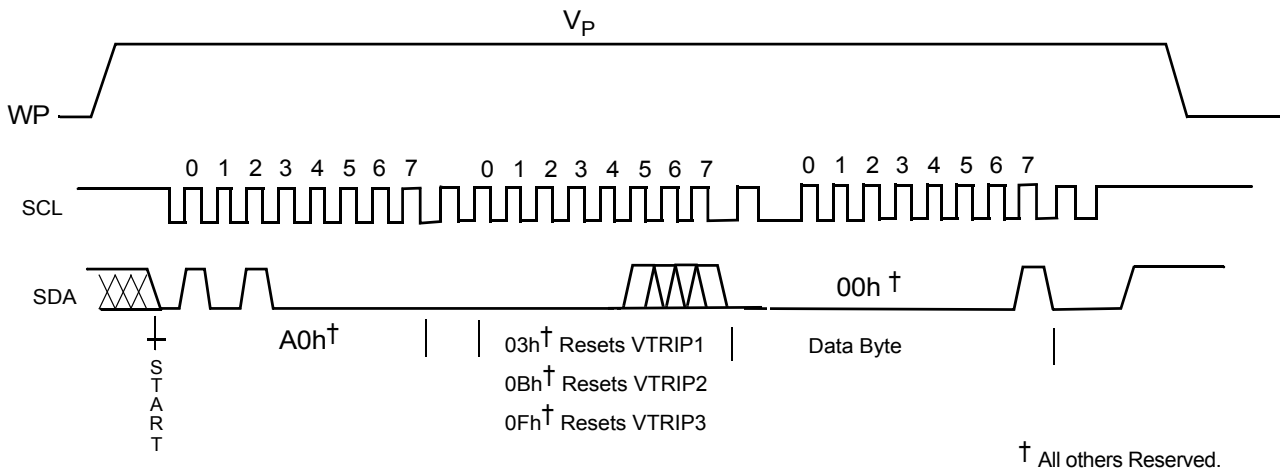 VP
WP
0 1 2 3 4 5 6 7 0 1 2 3 4 5 6 7 0 1 2 3 4 5 6 7
SCL
SDA
00h †
A0h†
START
03h† Resets VTRIP1
0Bh† Resets VTRIP2
0Fh† Resets VTRIP3
Data Byte
† All others Reserved.